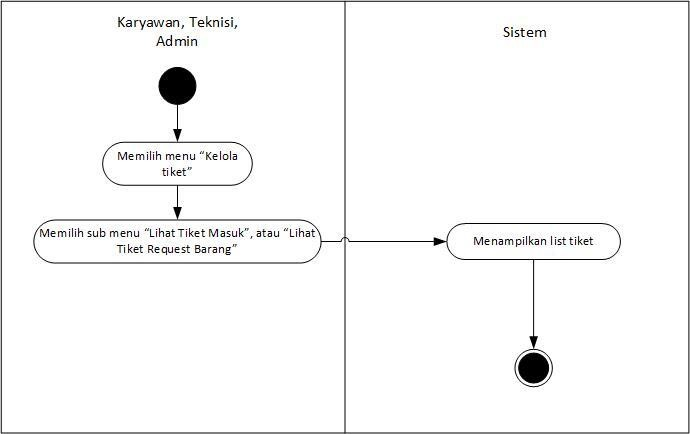 Karyawan, Teknisi,
Admin
Sistem
Memilih menu “Kelola
tiket”
Memilih sub menu “Lihat Tiket Masuk”, atau “Lihat
Tiket Request Barang”
Menampilkan list tiket